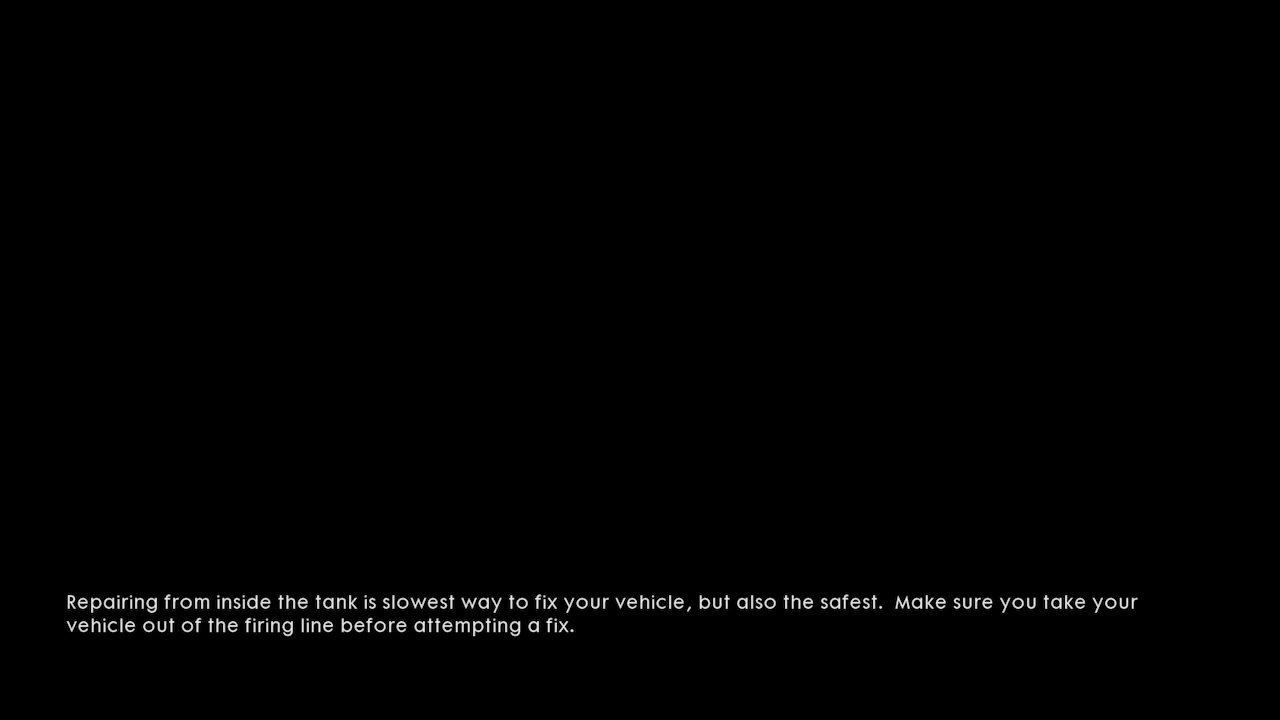 Repairing from inside the tank is slowest way to fix your vehicle, but also the safest.  Make sure you take your
vehicle out of the firing line before attempting a fix.